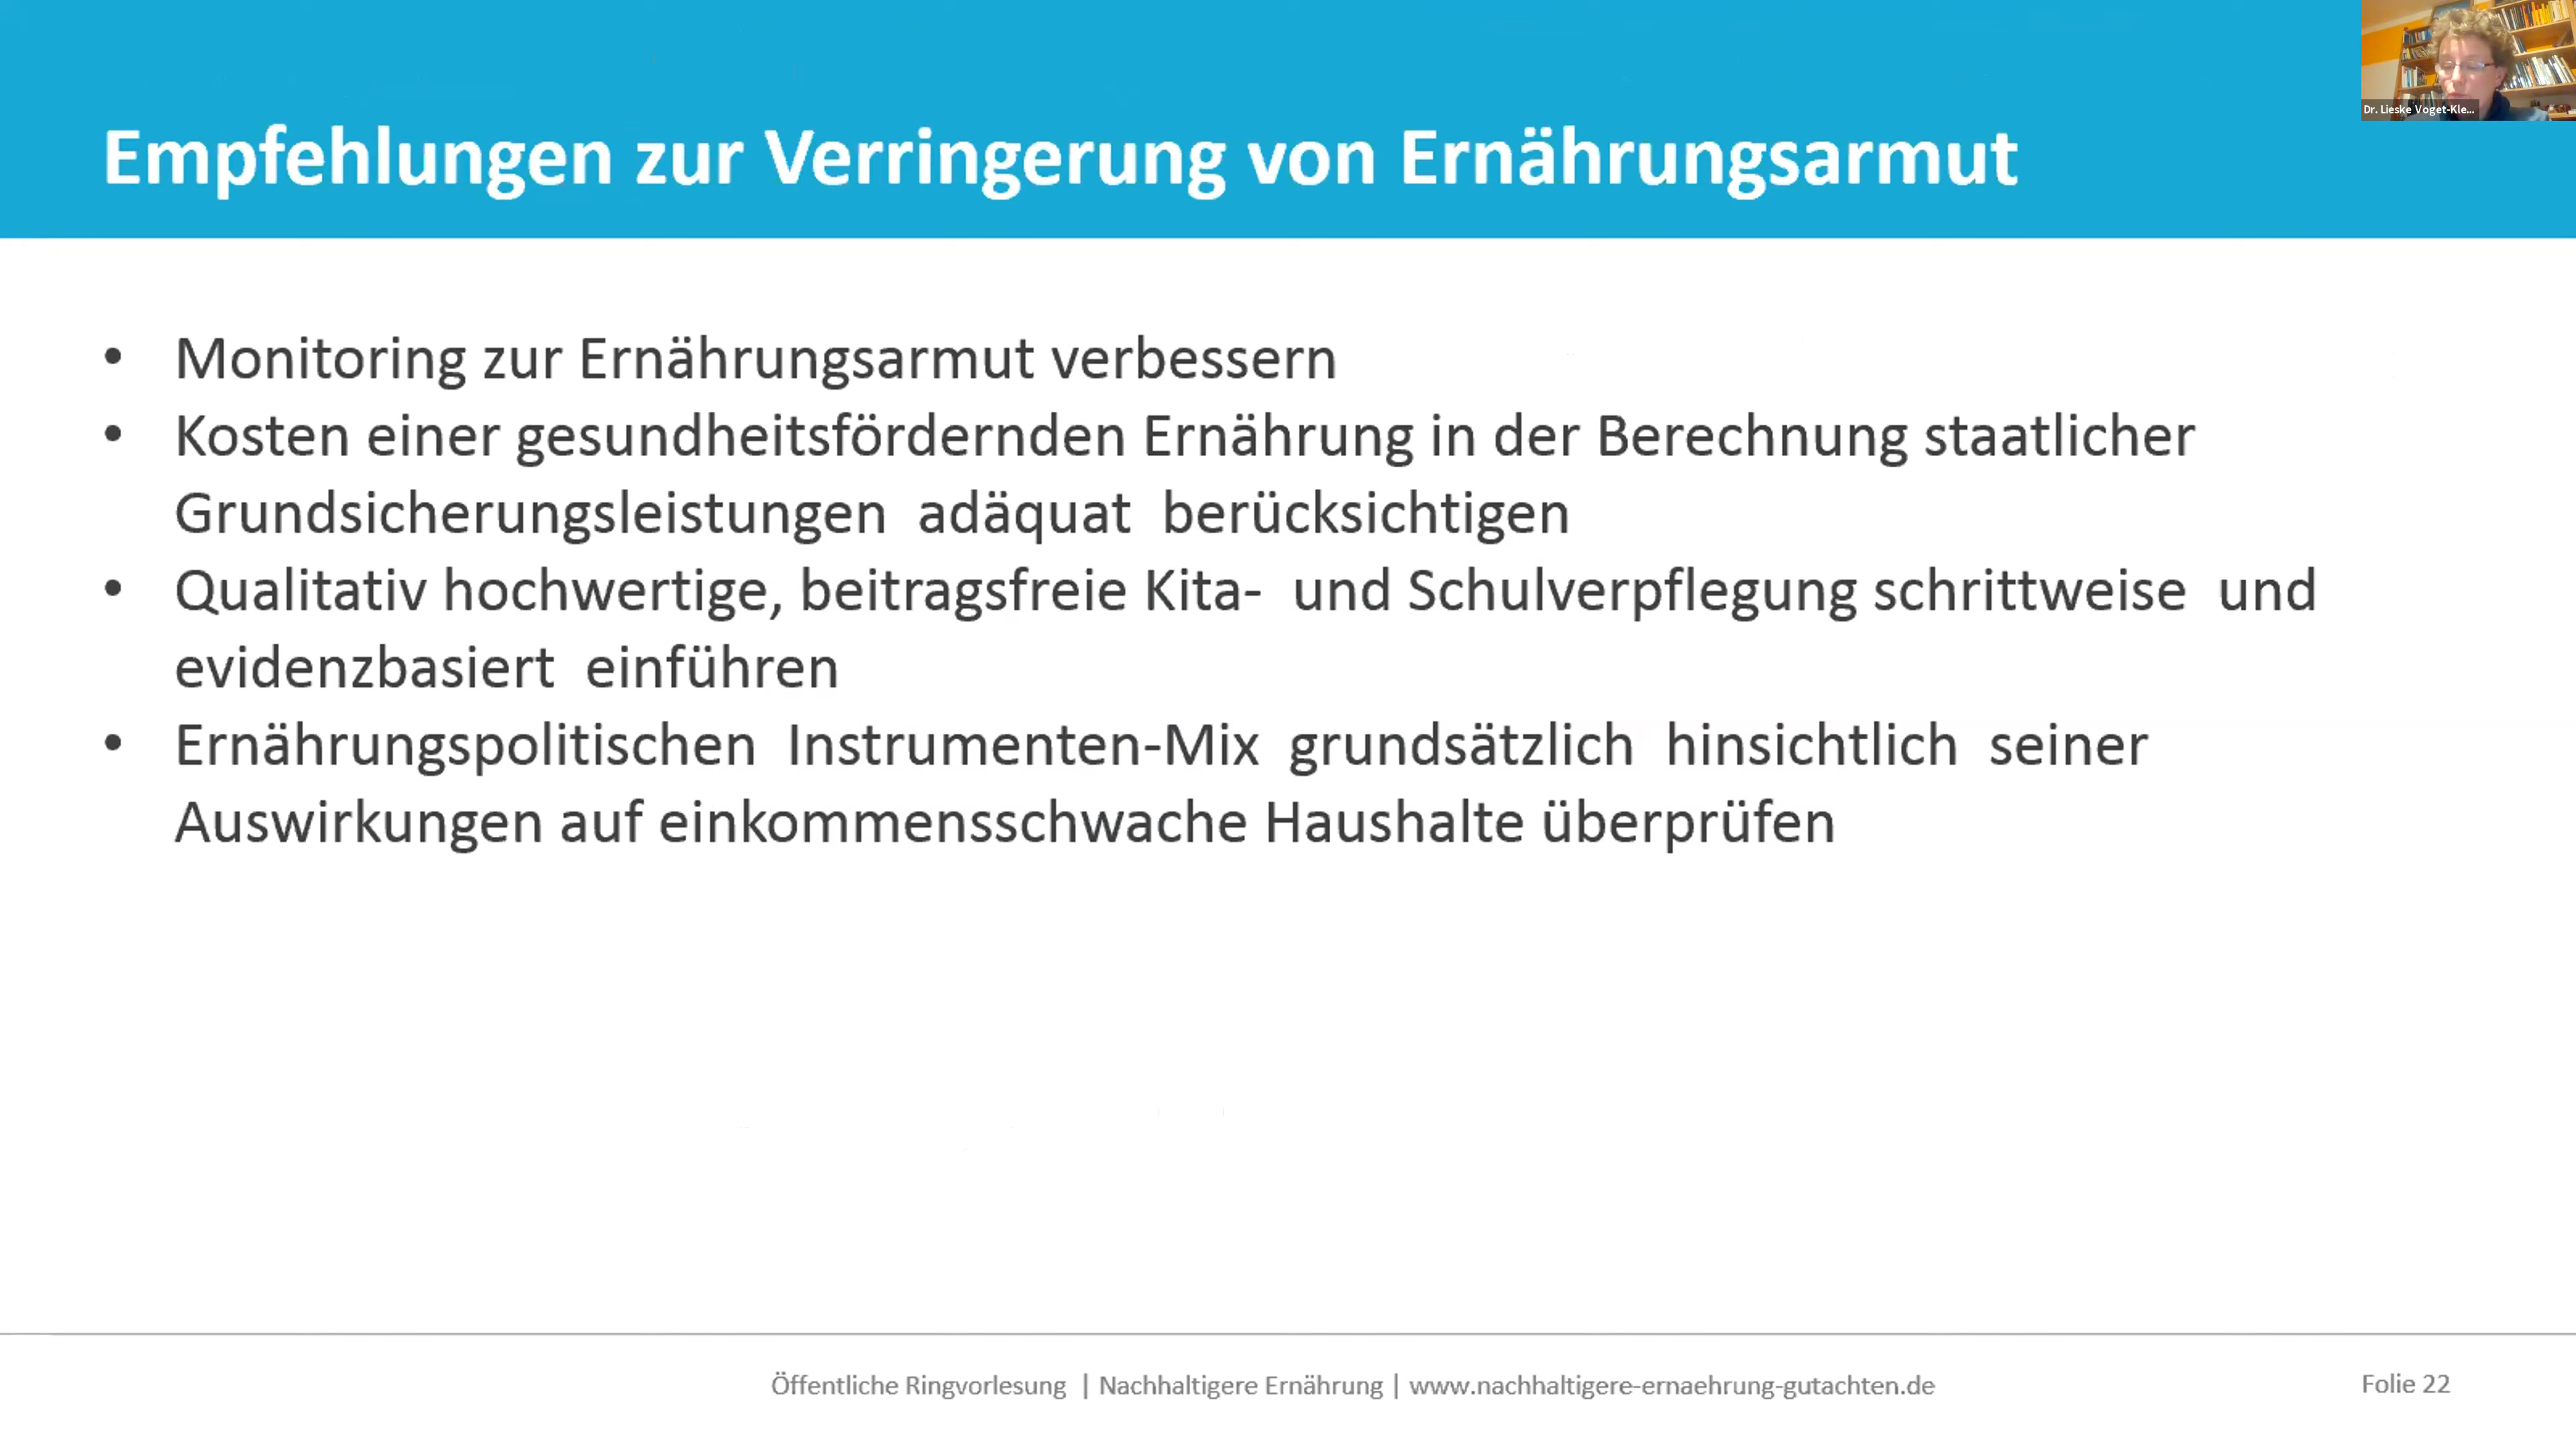 Dr. Lieske Voget-Kle...
Empfehlungen zur Verringerung von Ernährungsarmut
• Monitoring zur Ernährungsarmut verbessern
• Kosten einer gesundheitsfördernden Ernährung in der Berechnung staatlicher
Grundsicherungsleistungen adäquat berücksichtigen
• Qualitativ hochwertige, beitragsfreie Kita- und Schulverpflegung schrittweise und
evidenzbasiert einführen
• Ernährungspolitischen Instrumenten-Mix grundsätzlich hinsichtlich seiner
Auswirkungen auf einkommensschwache Haushalte überprüfen
Öffentliche Ringvorlesung | Nachhaltigere Ernährung | www.nachhaltigere-ernaehrung-gutachten.de
Folie 22